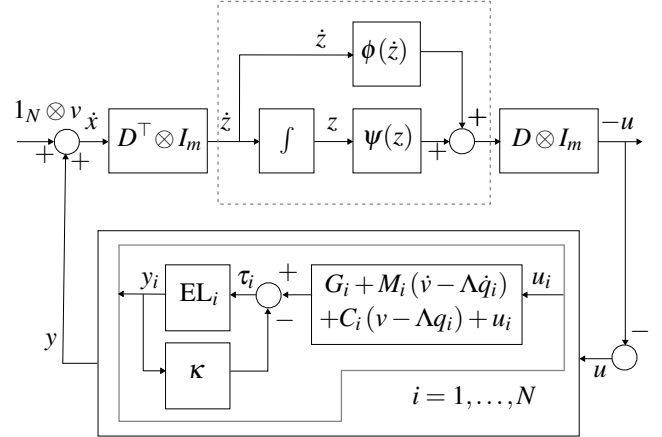 ż
ϕ(ż)
1_N ⊗ v
ẋ
+
+
D^⊤ ⊗ I_m
ż
∫
z
ψ(z)
+
+
D ⊗ I_m
−u
y_i
EL_i
τ_i
+
−
G_i + M_i(v̇ − Λq̇_i)
+C_i(v − Λq_i) + u_i
u_i
−
y
κ
u
i = 1,…,N